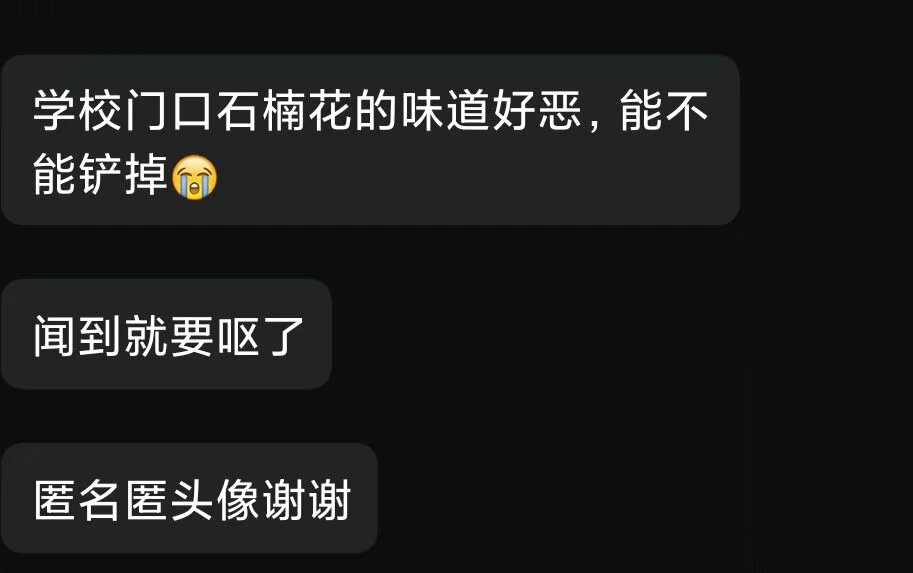 学校门口石楠花的味道好恶，能不
能铲掉😭
闻到就要呕了
匿名匿头像谢谢